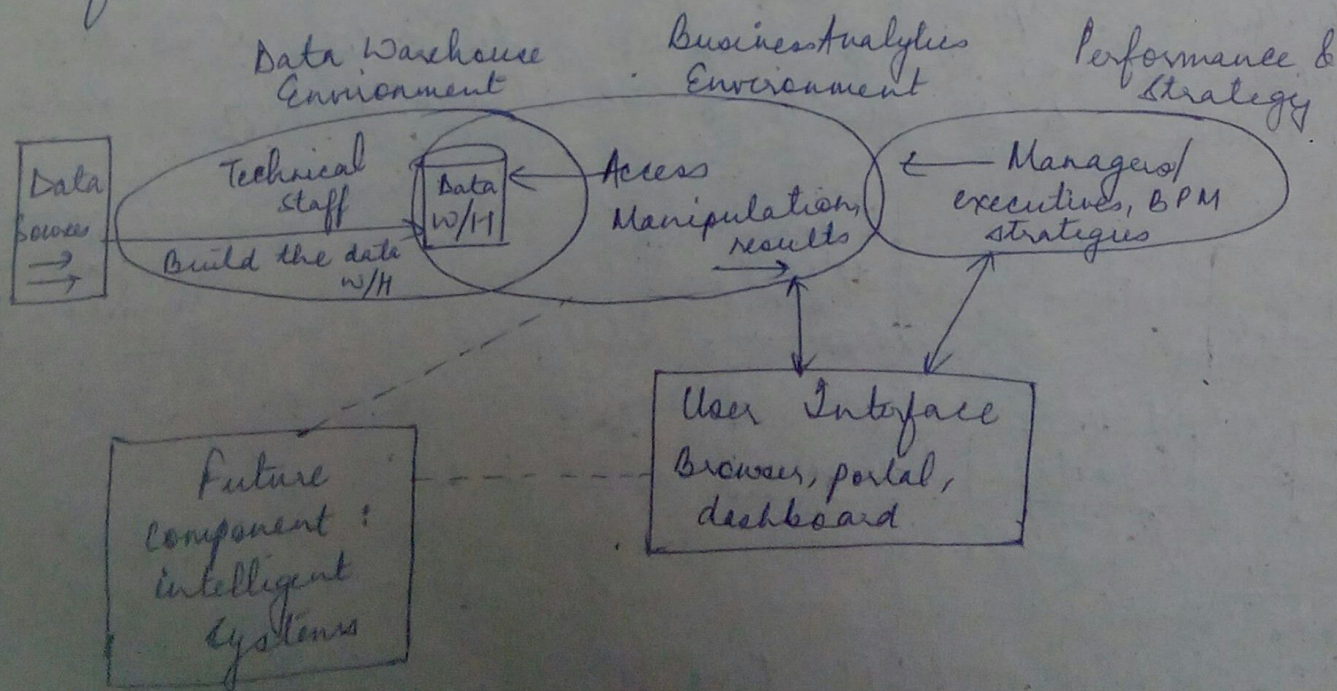 Data Warehouse
Environment
Business Analytics
Environment
Performance &
Strategy
Data
Sources
Technical
staff
Build the data
W/H
Data
W/H
Access
Manipulation,
results
Managers/
executives, BPM
strategies
User Interface
Browser, portal,
dashboard
Future
component :
intelligent
systems